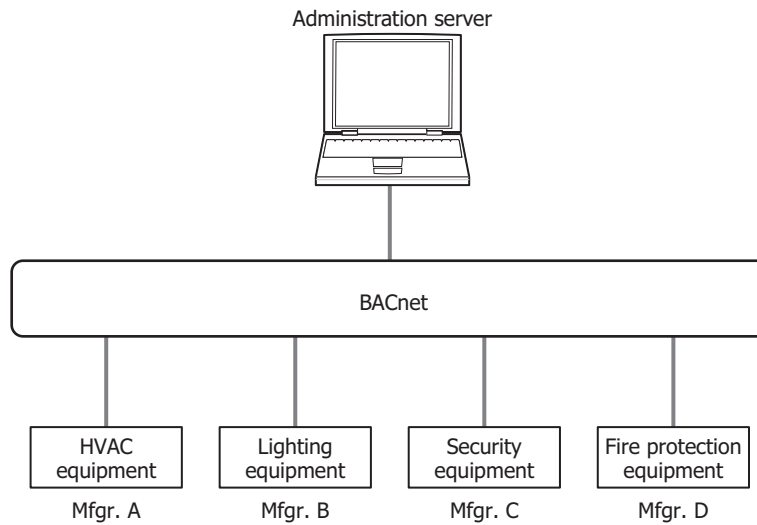 Administration server
BACnet
HVAC
equipment
Lighting
equipment
Security
equipment
Fire protection
equipment
Mfgr. A
Mfgr. B
Mfgr. C
Mfgr. D